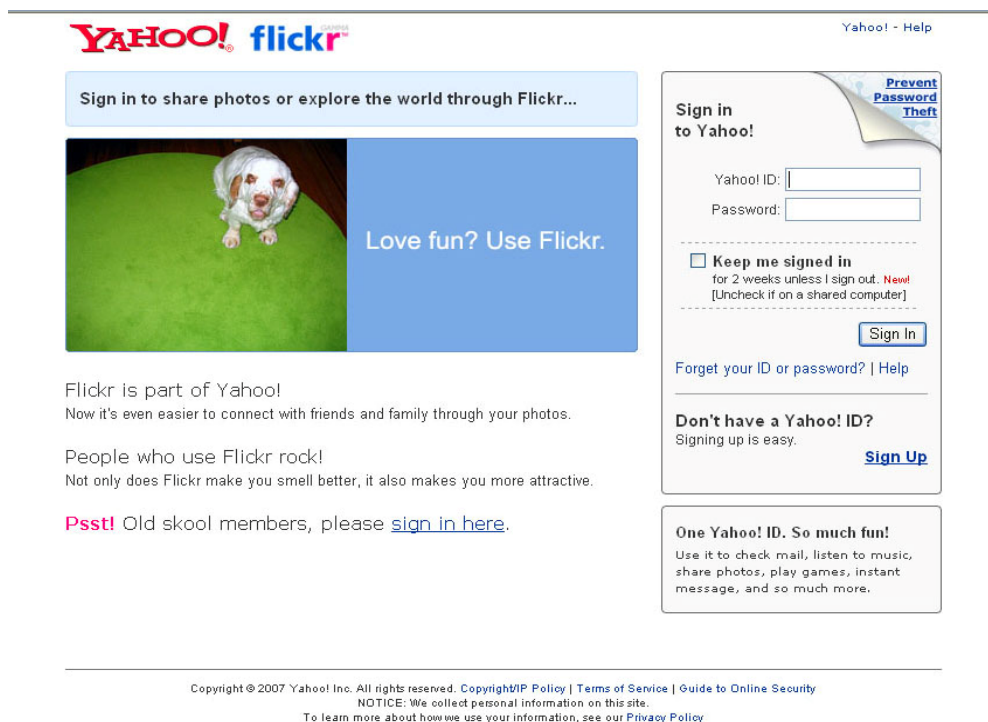 YAHOO!® flickr™ GAMMA
Yahoo! - Help
Sign in to share photos or explore the world through Flickr...
Love fun? Use Flickr.
Flickr is part of Yahoo!
Now it's even easier to connect with friends and family through your photos.
People who use Flickr rock!
Not only does Flickr make you smell better, it also makes you more attractive.
Psst! Old skool members, please sign in here.
Prevent
Password
Theft
Sign in
to Yahoo!
Yahoo! ID:
Password:
Keep me signed in
for 2 weeks unless I sign out. New!
[Uncheck if on a shared computer]
Sign In
Forget your ID or password? | Help
Don't have a Yahoo! ID?
Signing up is easy.
Sign Up
One Yahoo! ID. So much fun!
Use it to check mail, listen to music,
share photos, play games, instant
message, and so much more.
Copyright © 2007 Yahoo! Inc. All rights reserved. Copyright/IP Policy | Terms of Service | Guide to Online Security
NOTICE: We collect personal information on this site.
To learn more about how we use your information, see our Privacy Policy